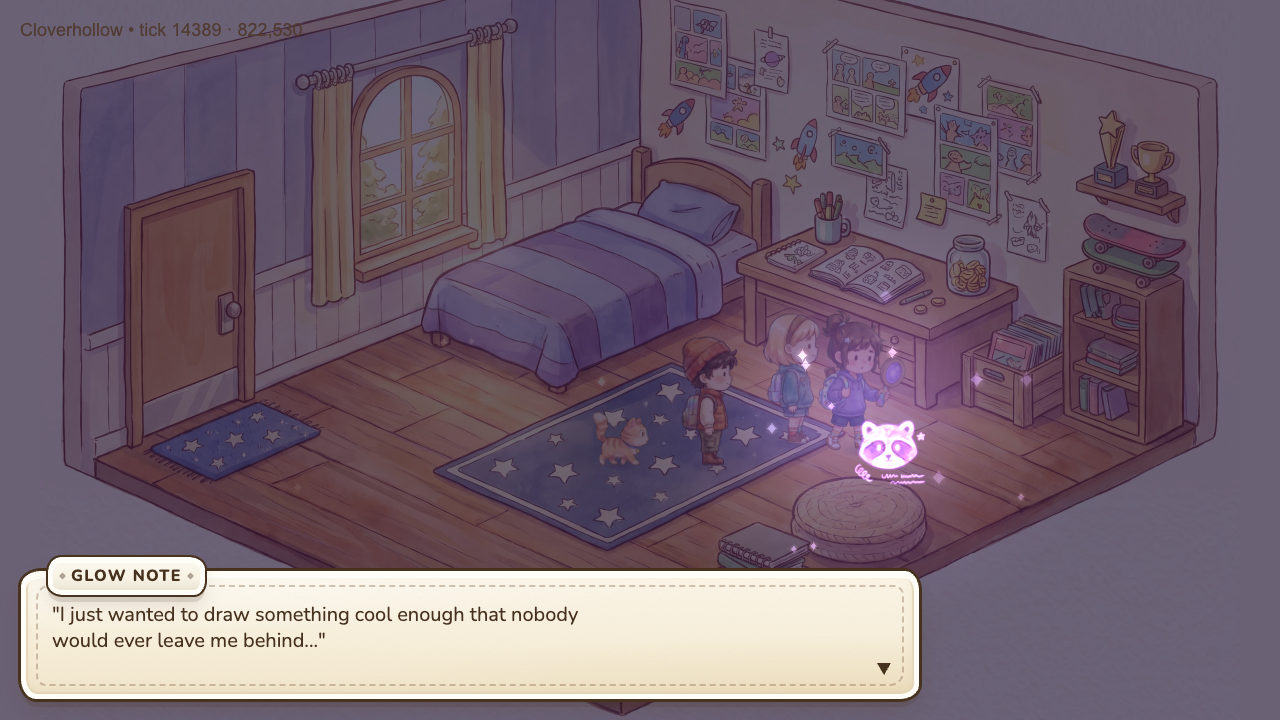 Cloverhollow • tick 14389 · 822,530
GLOW NOTE
"I just wanted to draw something cool enough that nobody
would ever leave me behind..."